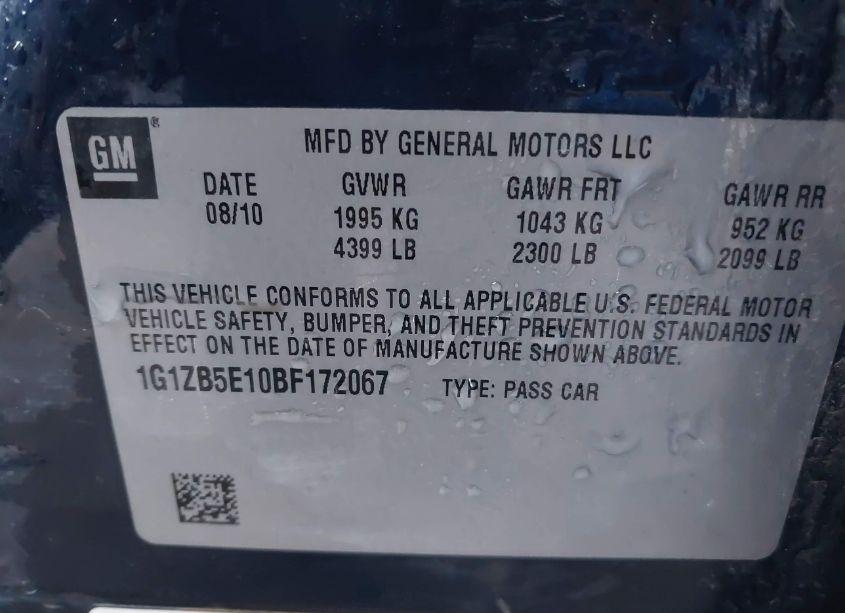 GM®
MFD BY GENERAL MOTORS LLC
DATE GVWR GAWR FRT GAWR RR
08/10 1995 KG 1043 KG 952 KG
4399 LB 2300 LB 2099 LB
THIS VEHICLE CONFORMS TO ALL APPLICABLE U.S. FEDERAL MOTOR
VEHICLE SAFETY, BUMPER, AND THEFT PREVENTION STANDARDS IN
EFFECT ON THE DATE OF MANUFACTURE SHOWN ABOVE.
1G1ZB5E10BF172067 TYPE: PASS CAR